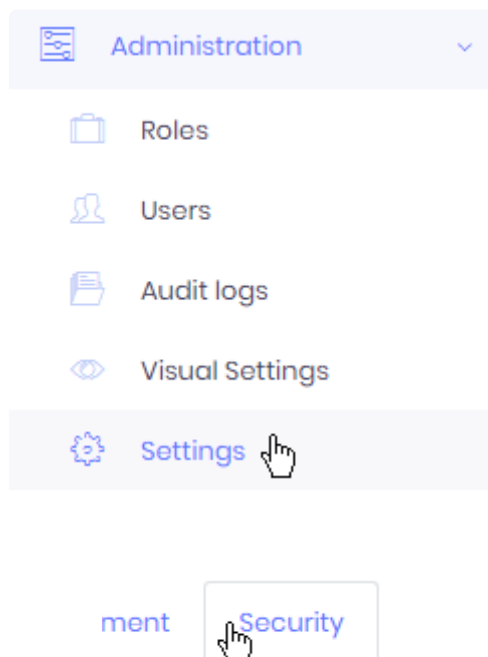 Administration
Roles
Users
Audit logs
Visual Settings
Settings
ment Security